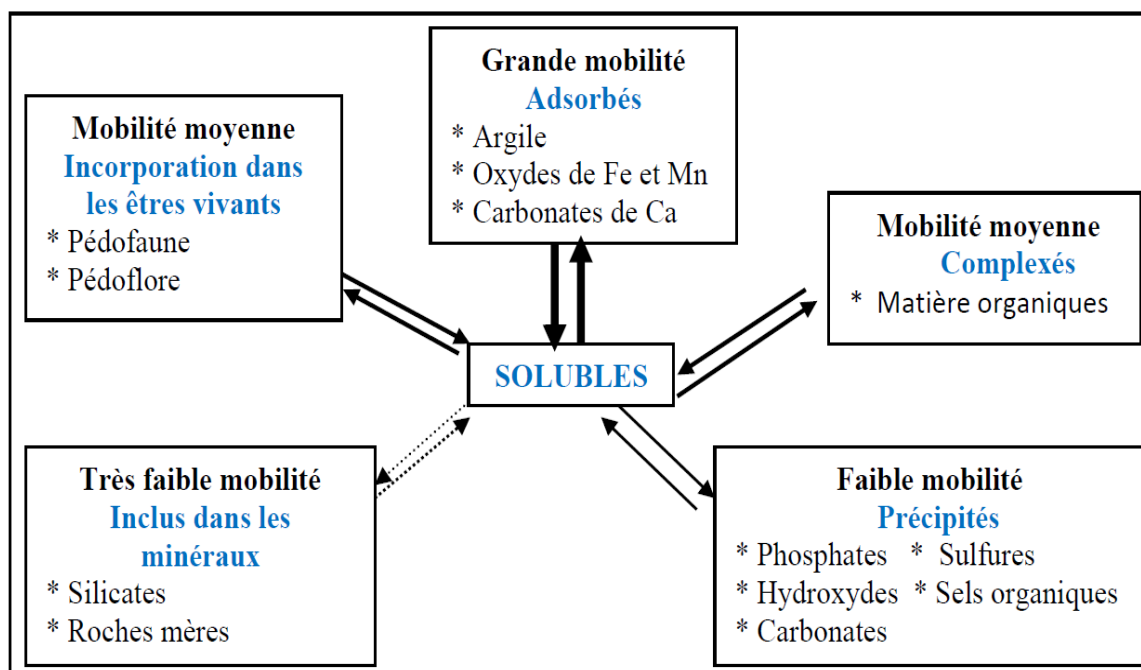 Grande mobilité
Adsorbés
* Argile
* Oxydes de Fe et Mn
* Carbonates de Ca
Mobilité moyenne
Incorporation dans
les êtres vivants
* Pédofaune
* Pédoflore
Mobilité moyenne
Complexés
* Matière organiques
SOLUBLES
Très faible mobilité
Inclus dans les
minéraux
* Silicates
* Roches mères
Faible mobilité
Précipités
* Phosphates * Sulfures
* Hydroxydes * Sels organiques
* Carbonates